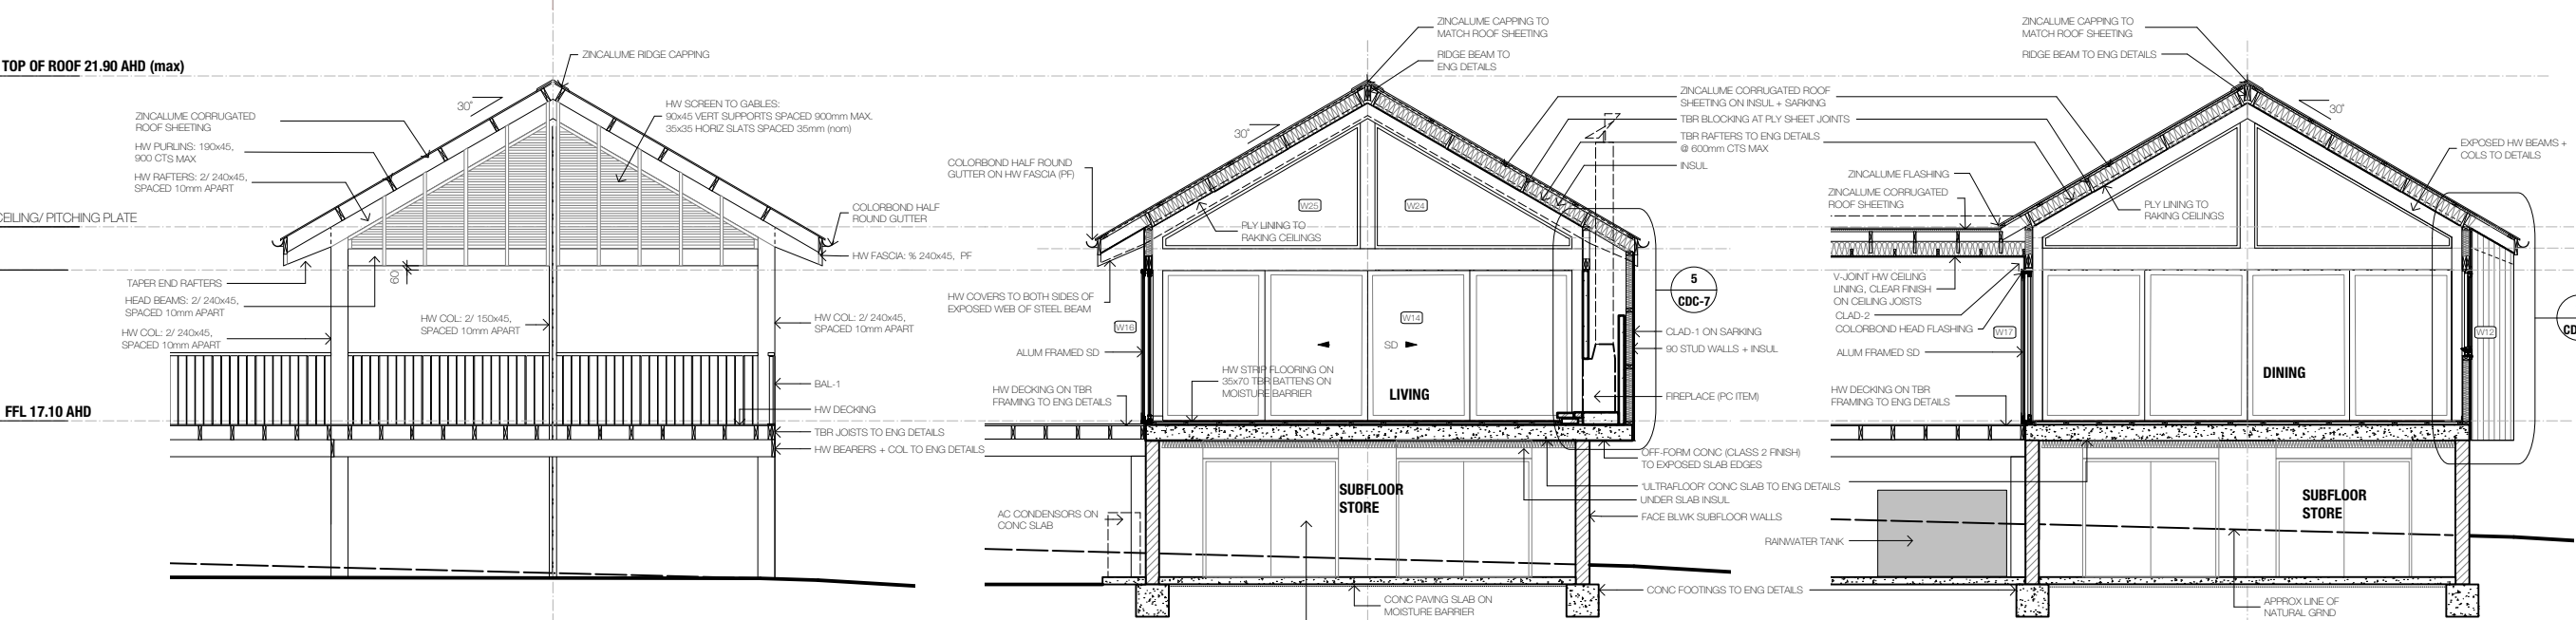 TOP OF ROOF 21.90 AHD (max)
CEILING/ PITCHING PLATE
FFL 17.10 AHD
ZINCALUME RIDGE CAPPING
30°
ZINCALUME CORRUGATED
ROOF SHEETING
HW PURLINS: 190x45,
900 CTS MAX
HW RAFTERS: 2/ 240x45,
SPACED 10mm APART
HW SCREEN TO GABLES:
90x45 VERT SUPPORTS SPACED 900mm MAX.
35x35 HORIZ SLATS SPACED 35mm (nom)
COLORBOND HALF
ROUND GUTTER
HW FASCIA: % 240x45, PF
TAPER END RAFTERS
60
HEAD BEAMS: 2/ 240x45,
SPACED 10mm APART
HW COL: 2/ 240x45,
SPACED 10mm APART
HW COL: 2/ 150x45,
SPACED 10mm APART
HW COL: 2/ 240x45,
SPACED 10mm APART
BAL-1
HW DECKING
TBR JOISTS TO ENG DETAILS
HW BEARERS + COL TO ENG DETAILS
ZINCALUME CAPPING TO
MATCH ROOF SHEETING
RIDGE BEAM TO
ENG DETAILS
30°
COLORBOND HALF ROUND
GUTTER ON HW FASCIA (PF)
ZINCALUME CORRUGATED ROOF
SHEETING ON INSUL + SARKING
TBR BLOCKING AT PLY SHEET JOINTS
TBR RAFTERS TO ENG DETAILS
@ 600mm CTS MAX
INSUL
W25
W24
PLY LINING TO
RAKING CEILINGS
HW COVERS TO BOTH SIDES OF
EXPOSED WEB OF STEEL BEAM
W16
W14
5
CDC-7
SD
CLAD-1 ON SARKING
90 STUD WALLS + INSUL
ALUM FRAMED SD
HW DECKING ON TBR
FRAMING TO ENG DETAILS
HW STRIP FLOORING ON
35x70 TBR BATTENS ON
MOISTURE BARRIER
LIVING
FIREPLACE (PC ITEM)
OFF-FORM CONC (CLASS 2 FINISH)
TO EXPOSED SLAB EDGES
'ULTRAFLOOR' CONC SLAB TO ENG DETAILS
UNDER SLAB INSUL
SUBFLOOR
STORE
FACE BLWK SUBFLOOR WALLS
AC CONDENSORS ON
CONC SLAB
CONC PAVING SLAB ON
MOISTURE BARRIER
CONC FOOTINGS TO ENG DETAILS
ZINCALUME CAPPING TO
MATCH ROOF SHEETING
RIDGE BEAM TO ENG DETAILS
30°
EXPOSED HW BEAMS +
COLS TO DETAILS
ZINCALUME FLASHING
ZINCALUME CORRUGATED
ROOF SHEETING
PLY LINING TO
RAKING CEILINGS
V-JOINT HW CEILING
LINING, CLEAR FINISH
ON CEILING JOISTS
CLAD-2
COLORBOND HEAD FLASHING
W17
W12
CD
ALUM FRAMED SD
HW DECKING ON TBR
FRAMING TO ENG DETAILS
DINING
SUBFLOOR
STORE
RAINWATER TANK
APPROX LINE OF
NATURAL GRND